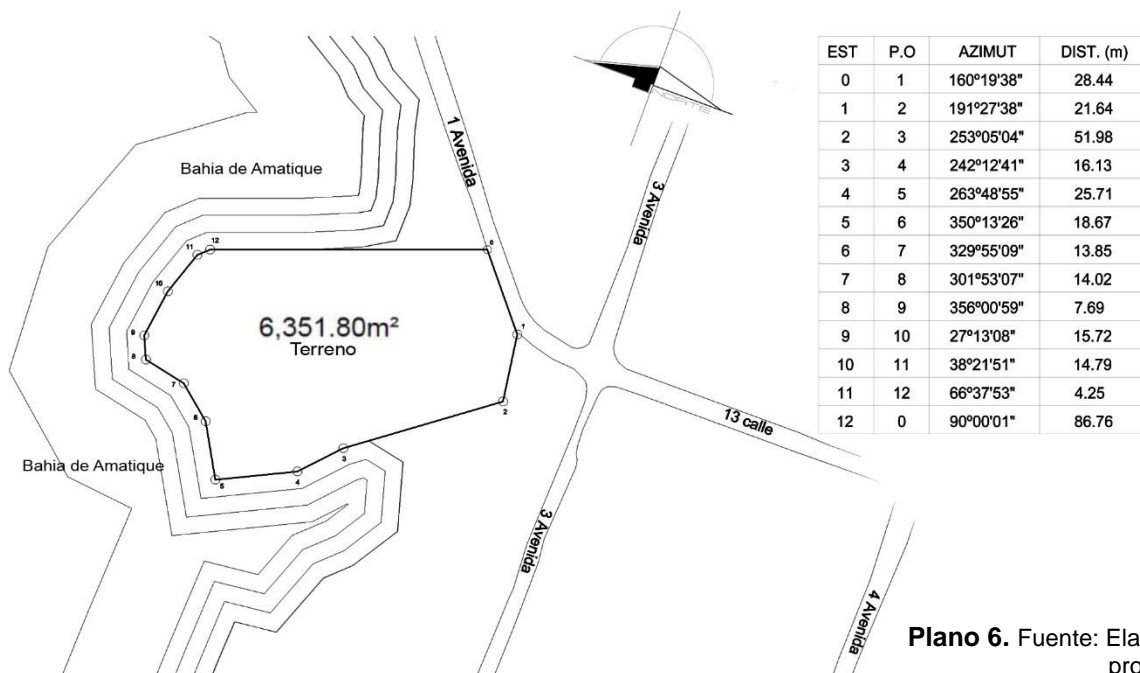 NORTE
EST P.O AZIMUT DIST. (m)
0 1 160º19'38" 28.44
1 2 191º27'38" 21.64
2 3 253º05'04" 51.98
3 4 242º12'41" 16.13
4 5 263º48'55" 25.71
5 6 350º13'26" 18.67
6 7 329º55'09" 13.85
7 8 301º53'07" 14.02
8 9 356º00'59" 7.69
9 10 27º13'08" 15.72
10 11 38º21'51" 14.79
11 12 66º37'53" 4.25
12 0 90º00'01" 86.76
1 Avenida
Bahia de Amatique
3 Avenida
12
11
10
9
8
7
6
5
4
3
2
1
6,351.80m²
Terreno
13 calle
Bahia de Amatique
3 Avenida
4 Avenida
Plano 6. Fuente: Ela
pro